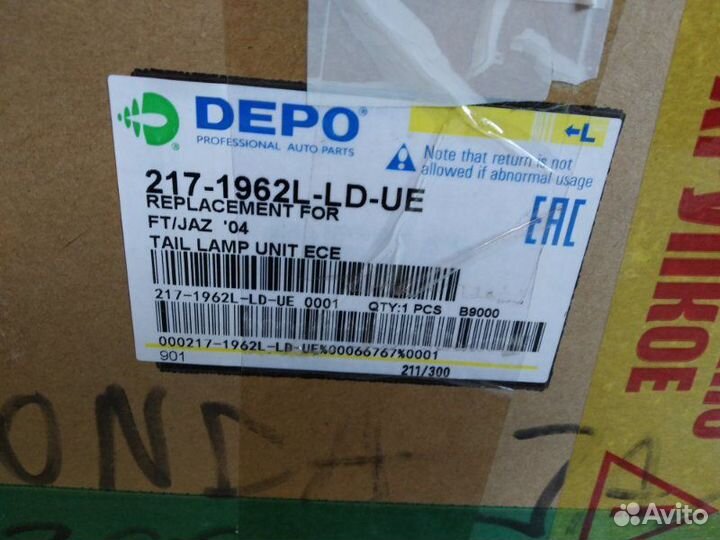 DEPO®
PROFESSIONAL AUTO PARTS
←L
Note that return is not
allowed if abnormal usage
217-1962L-LD-UE
REPLACEMENT FOR
FT/JAZ '04
TAIL LAMP UNIT ECE
EAC
217-1962L-LD-UE 0001 QTY:1 PCS B9000
000217-1962L-LD-UE%00066767%0001
901
211/300
Avito